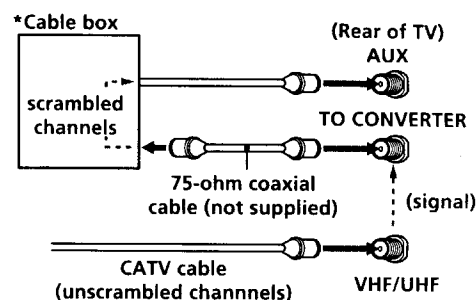 *Cable box
(Rear of TV)
AUX
scrambled
channels
TO CONVERTER
75-ohm coaxial
cable (not supplied)
(signal)
CATV cable
(unscrambled channnels)
VHF/UHF